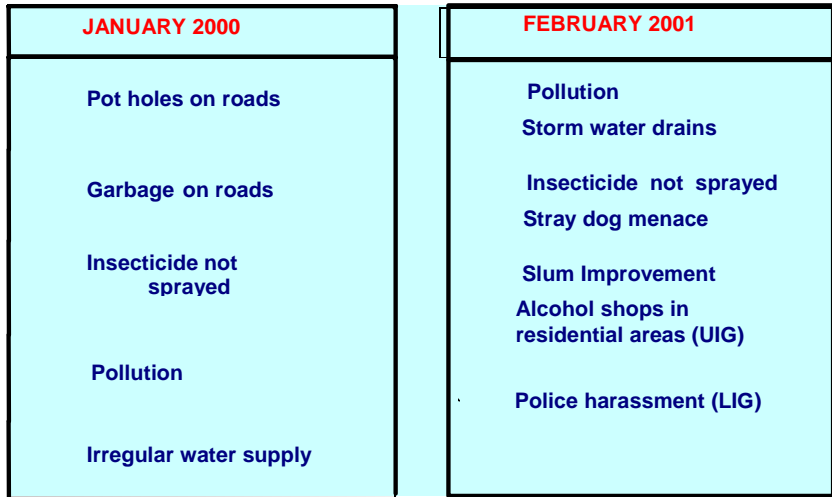 JANUARY 2000
Pot holes on roads
Garbage on roads
Insecticide not
sprayed
Pollution
Irregular water supply
FEBRUARY 2001
Pollution
Storm water drains
Insecticide not sprayed
Stray dog menace
Slum Improvement
Alcohol shops in
residential areas (UIG)
Police harassment (LIG)